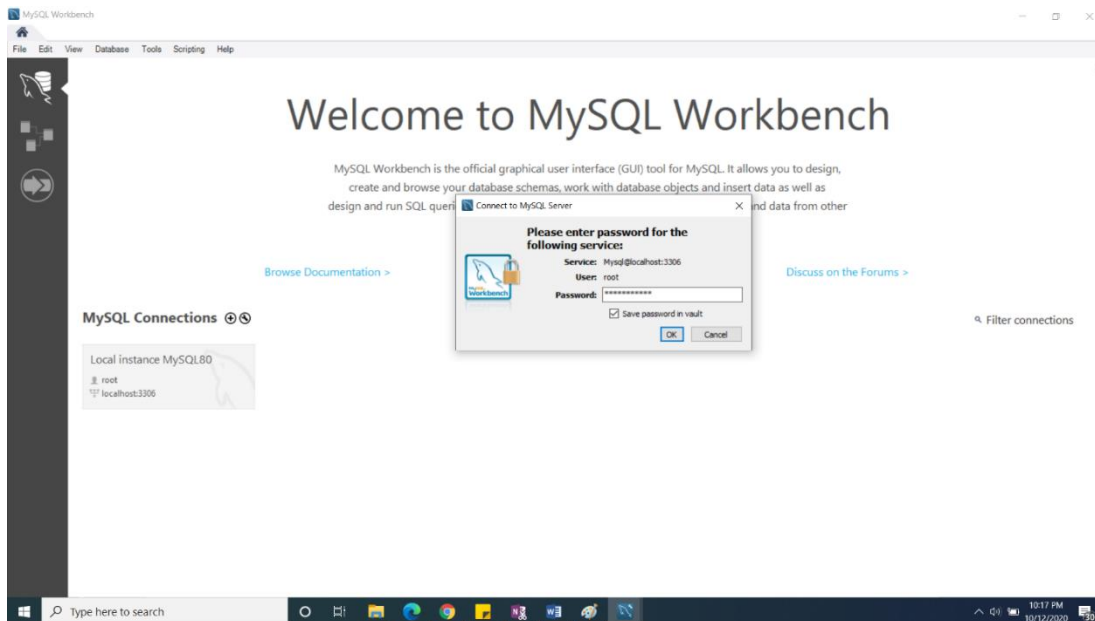 MySQL Workbench
File Edit View Database Tools Scripting Help
Welcome to MySQL Workbench
MySQL Workbench is the official graphical user interface (GUI) tool for MySQL. It allows you to design,
create and browse your database schemas, work with database objects and insert data as well as
design and run SQL queri
nd data from other
Connect to MySQL Server
Please enter password for the
following service:
Service: Mysql@localhost:3306
User: root
Password: ***********
Save password in vault
OK Cancel
MySQL
Workbench
Browse Documentation >
Discuss on the Forums >
MySQL Connections
Filter connections
Local instance MySQL80
root
localhost:3306
Type here to search
10:17 PM
10/12/2020
30